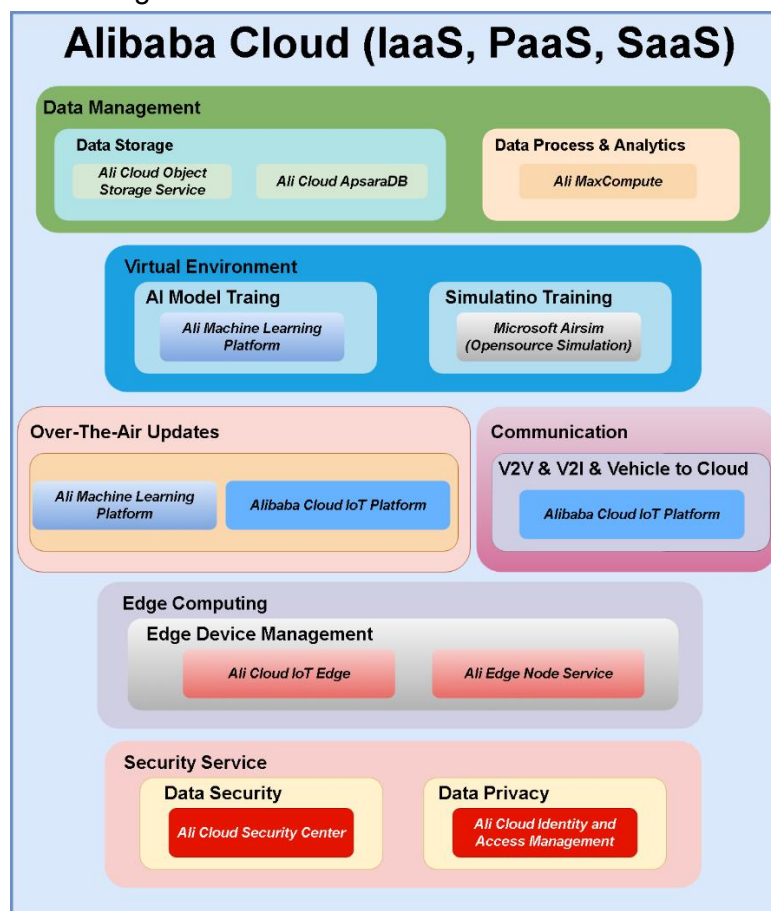 Alibaba Cloud (IaaS, PaaS, SaaS)
Data Management
Data Storage
Ali Cloud Object
Storage Service
Ali Cloud ApsaraDB
Data Process & Analytics
Ali MaxCompute
Virtual Environment
AI Model Traing
Ali Machine Learning
Platform
Simulatino Training
Microsoft Airsim
(Opensource Simulation)
Over-The-Air Updates
Ali Machine Learning
Platform
Alibaba Cloud IoT Platform
Communication
V2V & V2I & Vehicle to Cloud
Alibaba Cloud IoT Platform
Edge Computing
Edge Device Management
Ali Cloud IoT Edge
Ali Edge Node Service
Security Service
Data Security
Ali Cloud Security Center
Data Privacy
Ali Cloud Identity and
Access Management